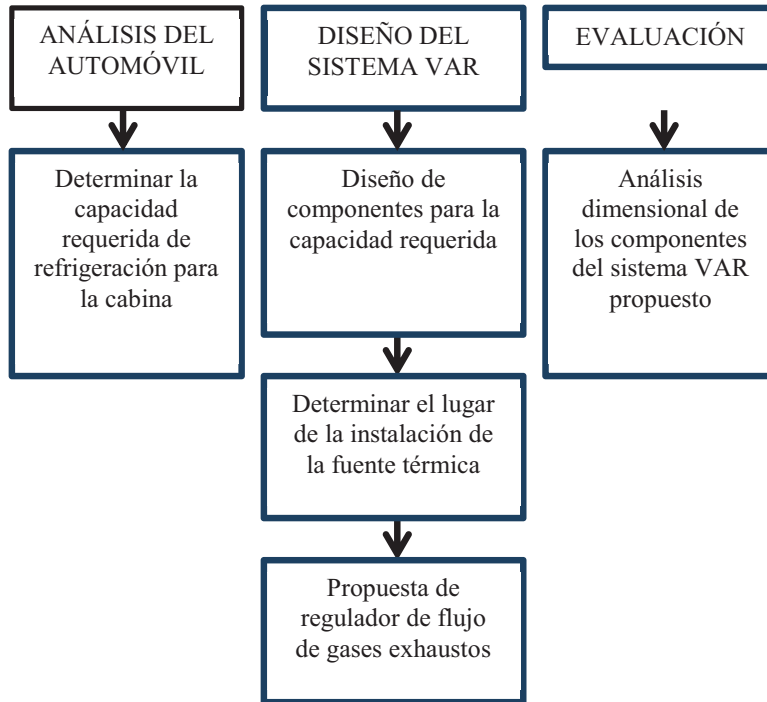 ANÁLISIS DEL
AUTOMÓVIL
DISEÑO DEL
SISTEMA VAR
EVALUACIÓN
Determinar la
capacidad
requerida de
refrigeración para
la cabina
Diseño de
componentes para la
capacidad requerida
Análisis
dimensional de
los componentes
del sistema VAR
propuesto
Determinar el lugar
de la instalación de
la fuente térmica
Propuesta de
regulador de flujo
de gases exhaustos